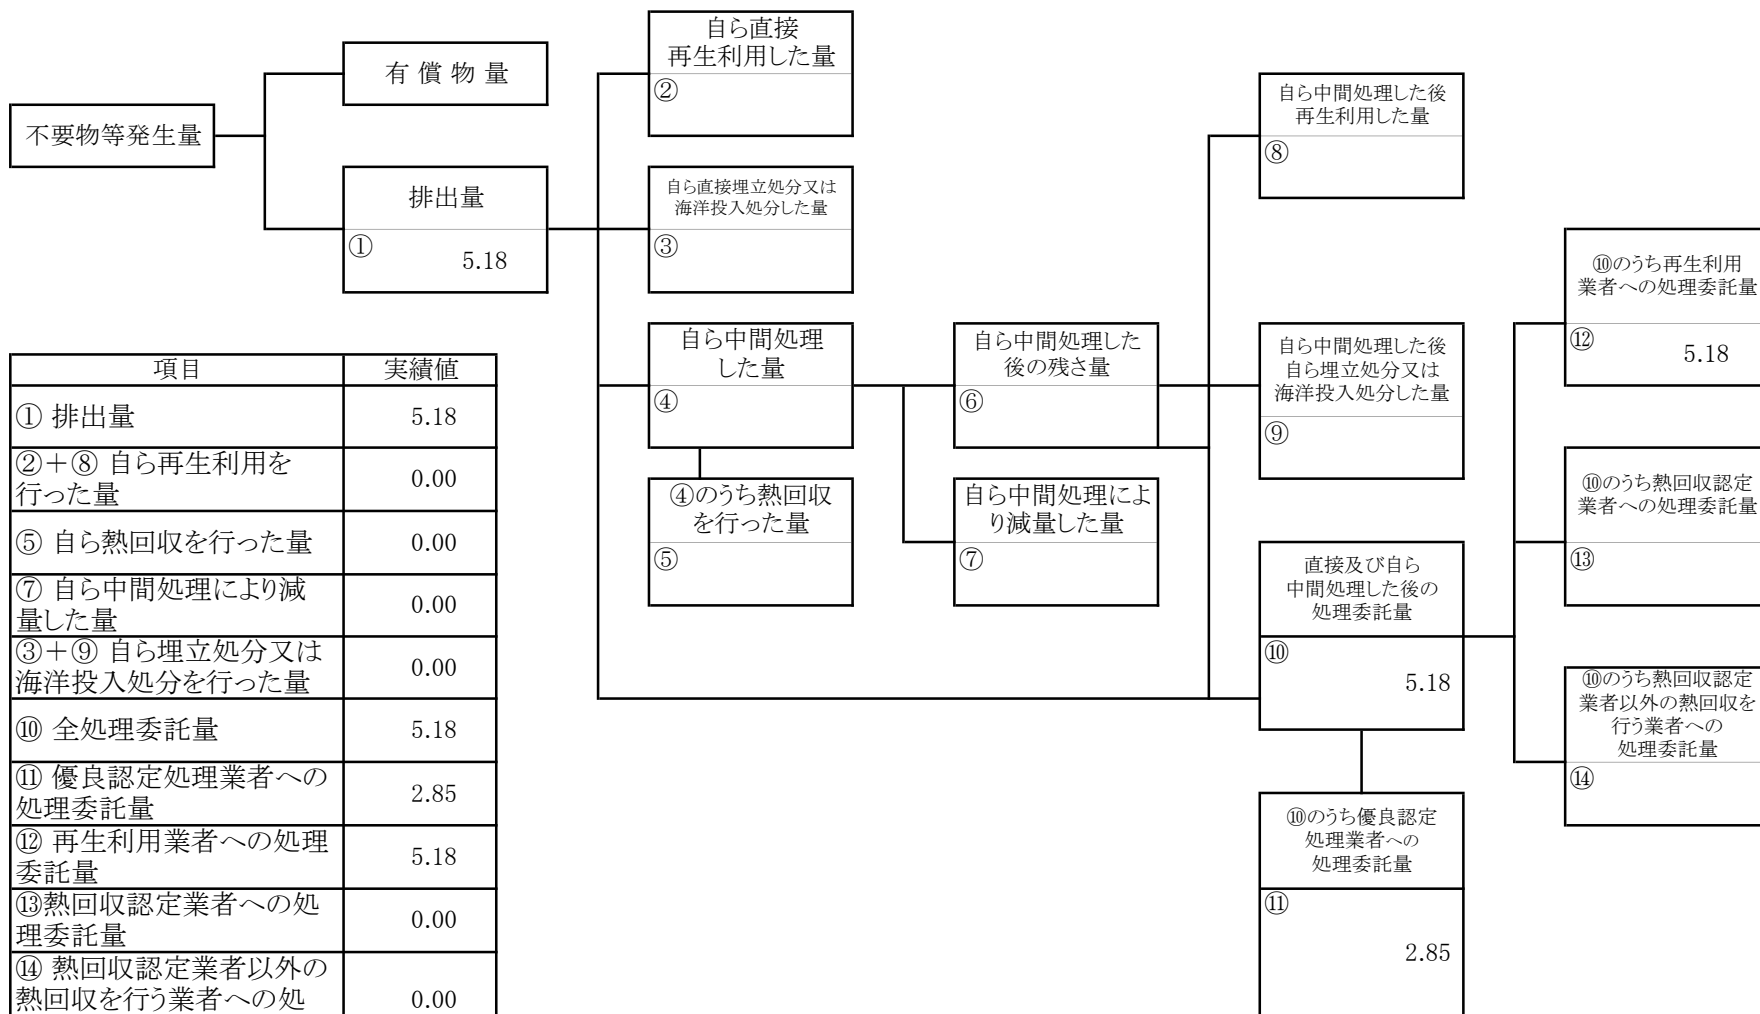 不要物等発生量
有 償 物 量
排出量
①
5.18
自ら直接
再生利用した量
②
自ら直接埋立処分又は
海洋投入処分した量
③
自ら中間処理
した量
④
④のうち熱回収
を行った量
⑤
自ら中間処理した
後の残さ量
⑥
自ら中間処理によ
り減量した量
⑦
自ら中間処理した後
再生利用した量
⑧
自ら中間処理した後
自ら埋立処分又は
海洋投入処分した量
⑨
直接及び自ら
中間処理した後の
処理委託量
⑩
5.18
⑩のうち優良認定
処理業者への
処理委託量
⑪
2.85
⑩のうち再生利用
業者への処理委託量
⑫
5.18
⑩のうち熱回収認定
業者への処理委託量
⑬
⑩のうち熱回収認定
業者以外の熱回収を
行う業者への
処理委託量
⑭
項目 実績値
① 排出量 5.18
②＋⑧ 自ら再生利用を
行った量 0.00
⑤ 自ら熱回収を行った量 0.00
⑦ 自ら中間処理により減
量した量 0.00
③＋⑨ 自ら埋立処分又は
海洋投入処分を行った量 0.00
⑩ 全処理委託量 5.18
⑪ 優良認定処理業者への
処理委託量 2.85
⑫ 再生利用業者への処理
委託量 5.18
⑬熱回収認定業者への処
理委託量 0.00
⑭ 熱回収認定業者以外の
熱回収を行う業者への処 0.00